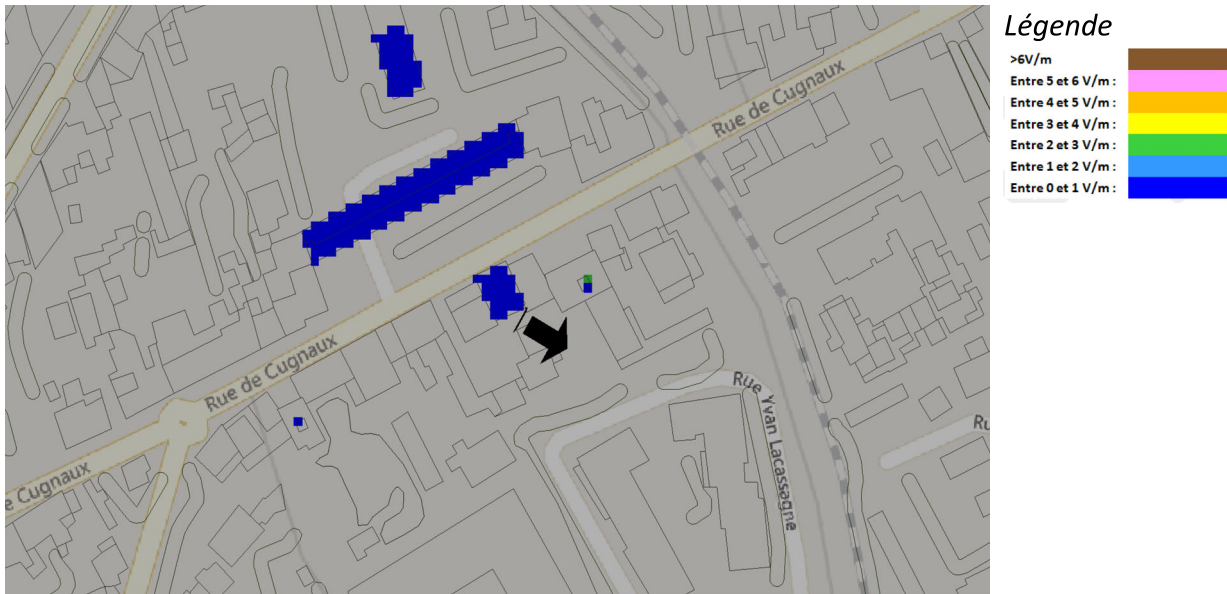 Légende
>6V/m
Entre 5 et 6 V/m :
Entre 4 et 5 V/m :
Entre 3 et 4 V/m :
Entre 2 et 3 V/m :
Entre 1 et 2 V/m :
Entre 0 et 1 V/m :
Rue de Cugnaux
Rue de Cugnaux
Rue Yvan Lacassagne
Ru
e Cugnaux